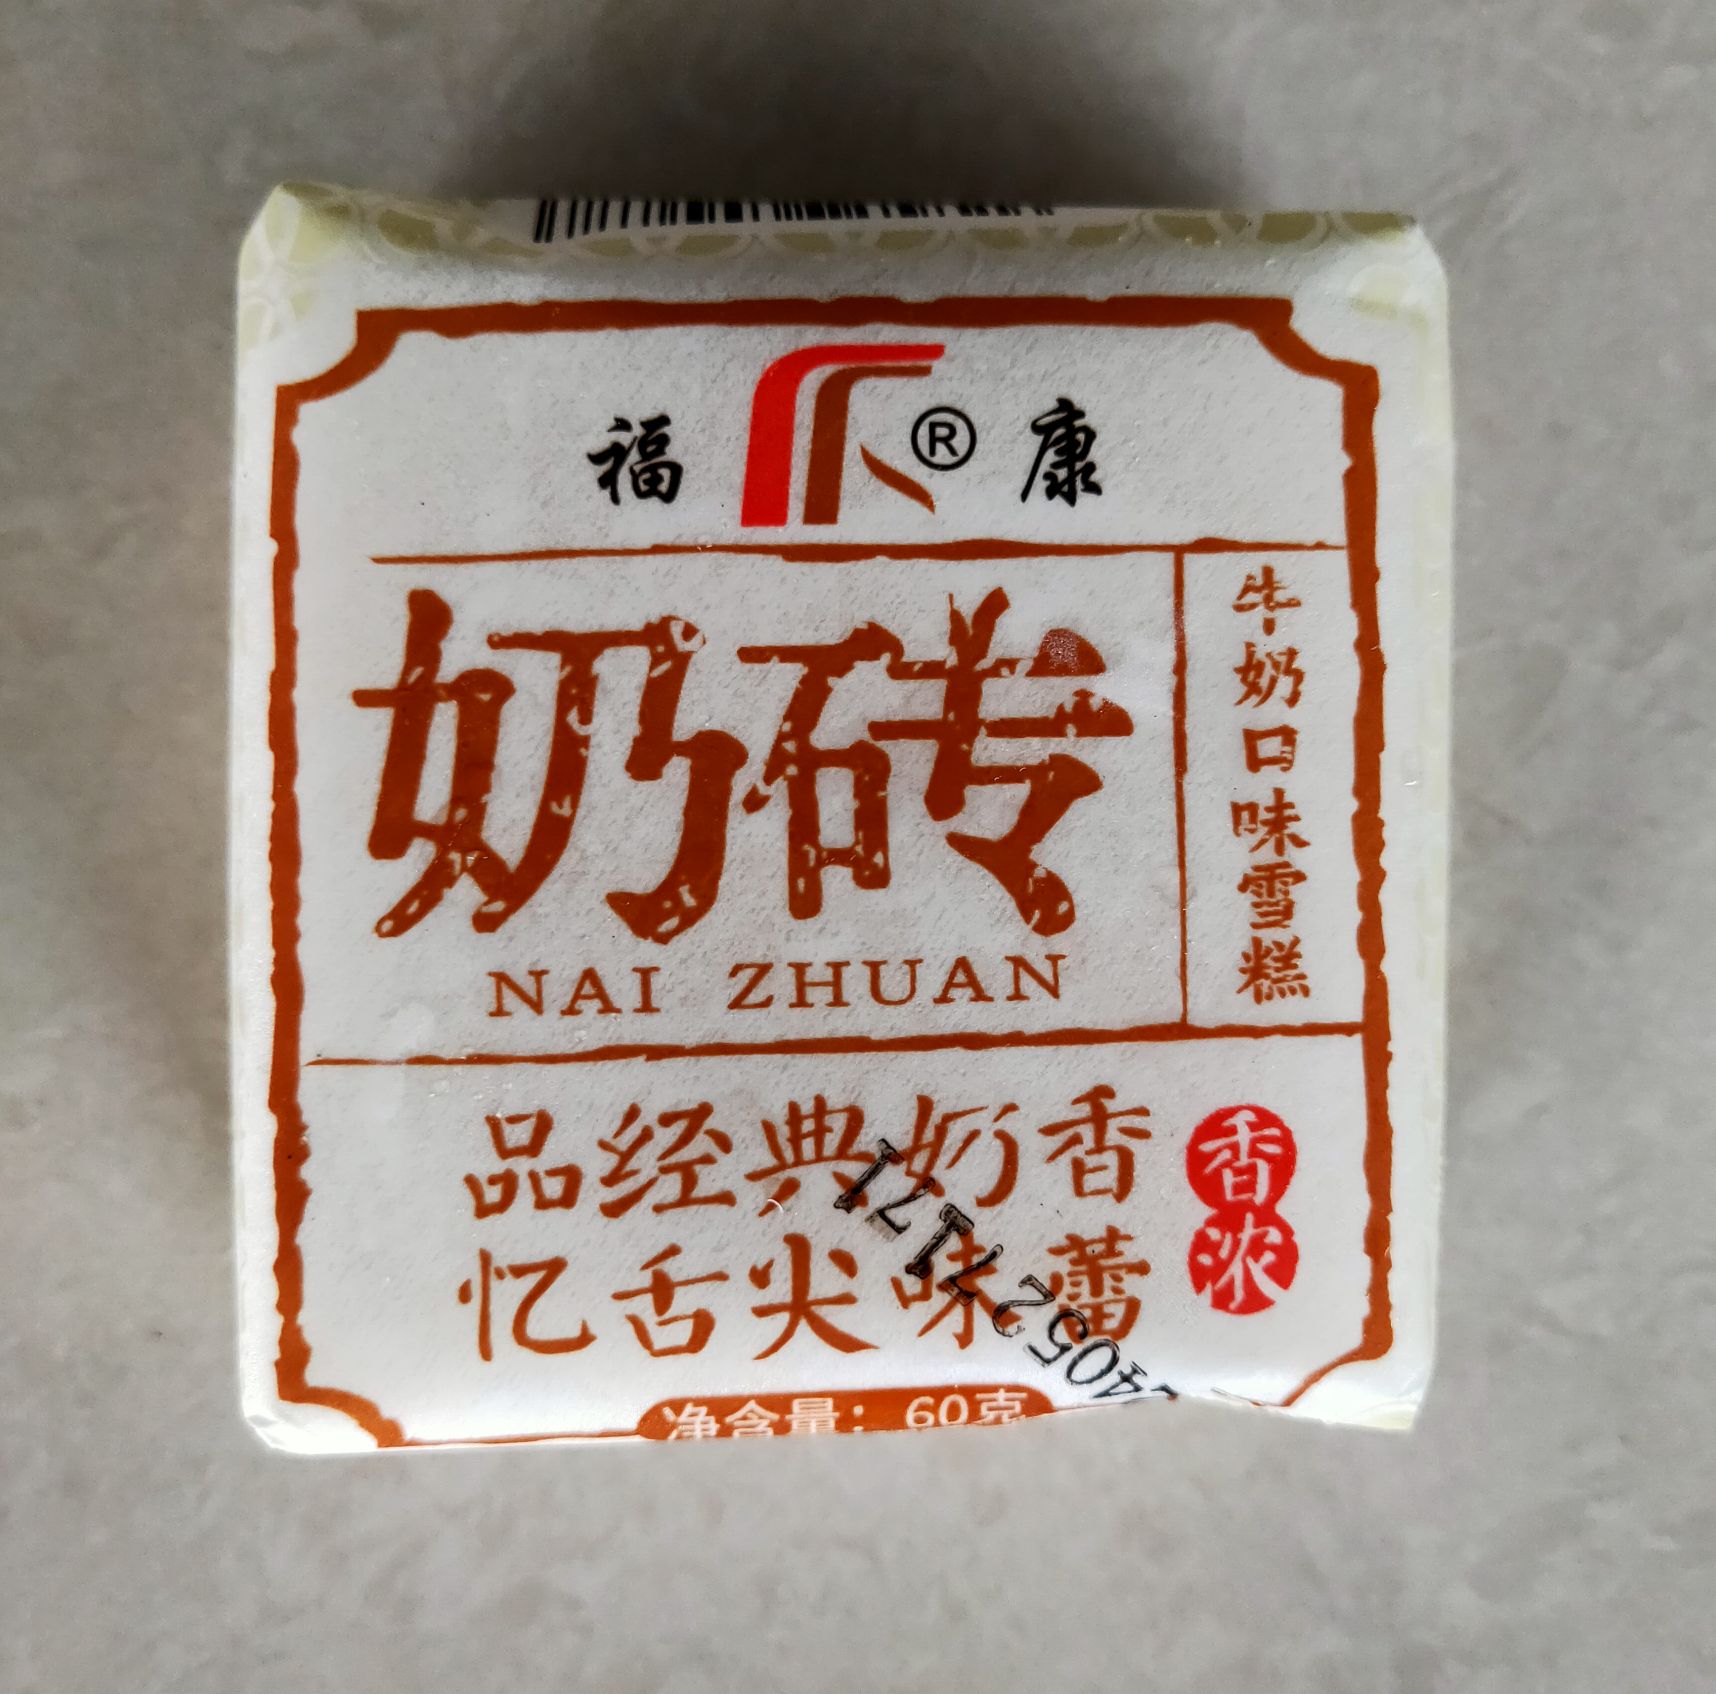 福 ® 康
奶砖
NAI ZHUAN
牛奶口味雪糕
品经典奶香
忆舌尖味蕾
香浓
净含量：60克